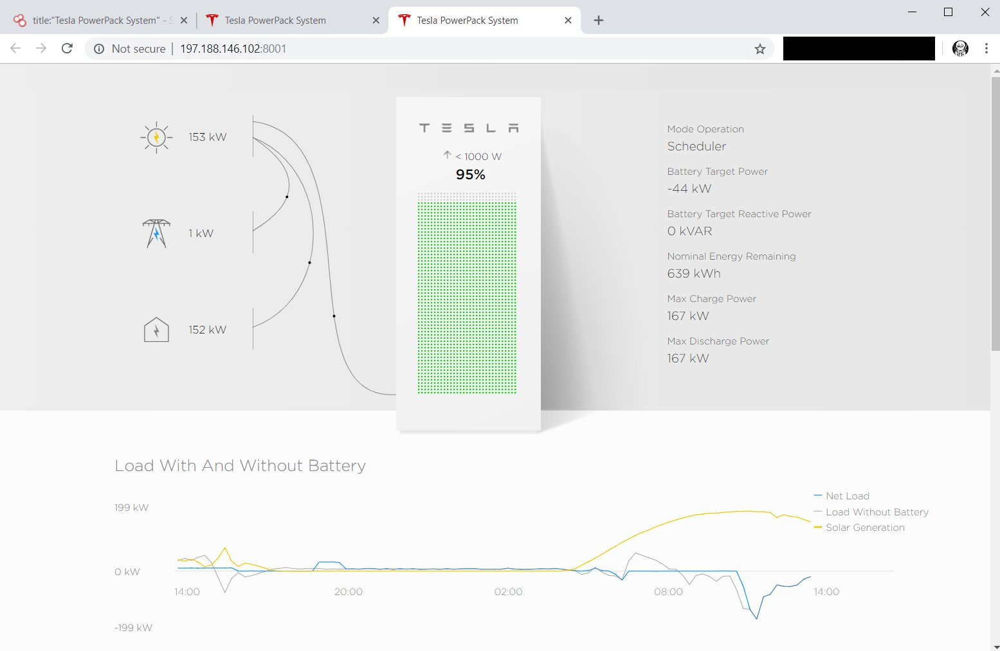 title:"Tesla PowerPack System" - S
Tesla PowerPack System
Tesla PowerPack System
Not secure | 197.188.146.102:8001
153 kW
1 kW
152 kW
TESLA
↑ < 1000 W
95%
Mode Operation
Scheduler
Battery Target Power
-44 kW
Battery Target Reactive Power
0 kVAR
Nominal Energy Remaining
639 kWh
Max Charge Power
167 kW
Max Discharge Power
167 kW
Load With And Without Battery
Net Load
Load Without Battery
Solar Generation
199 kW
0 kW
-199 kW
14:00
20:00
02:00
08:00
14:00